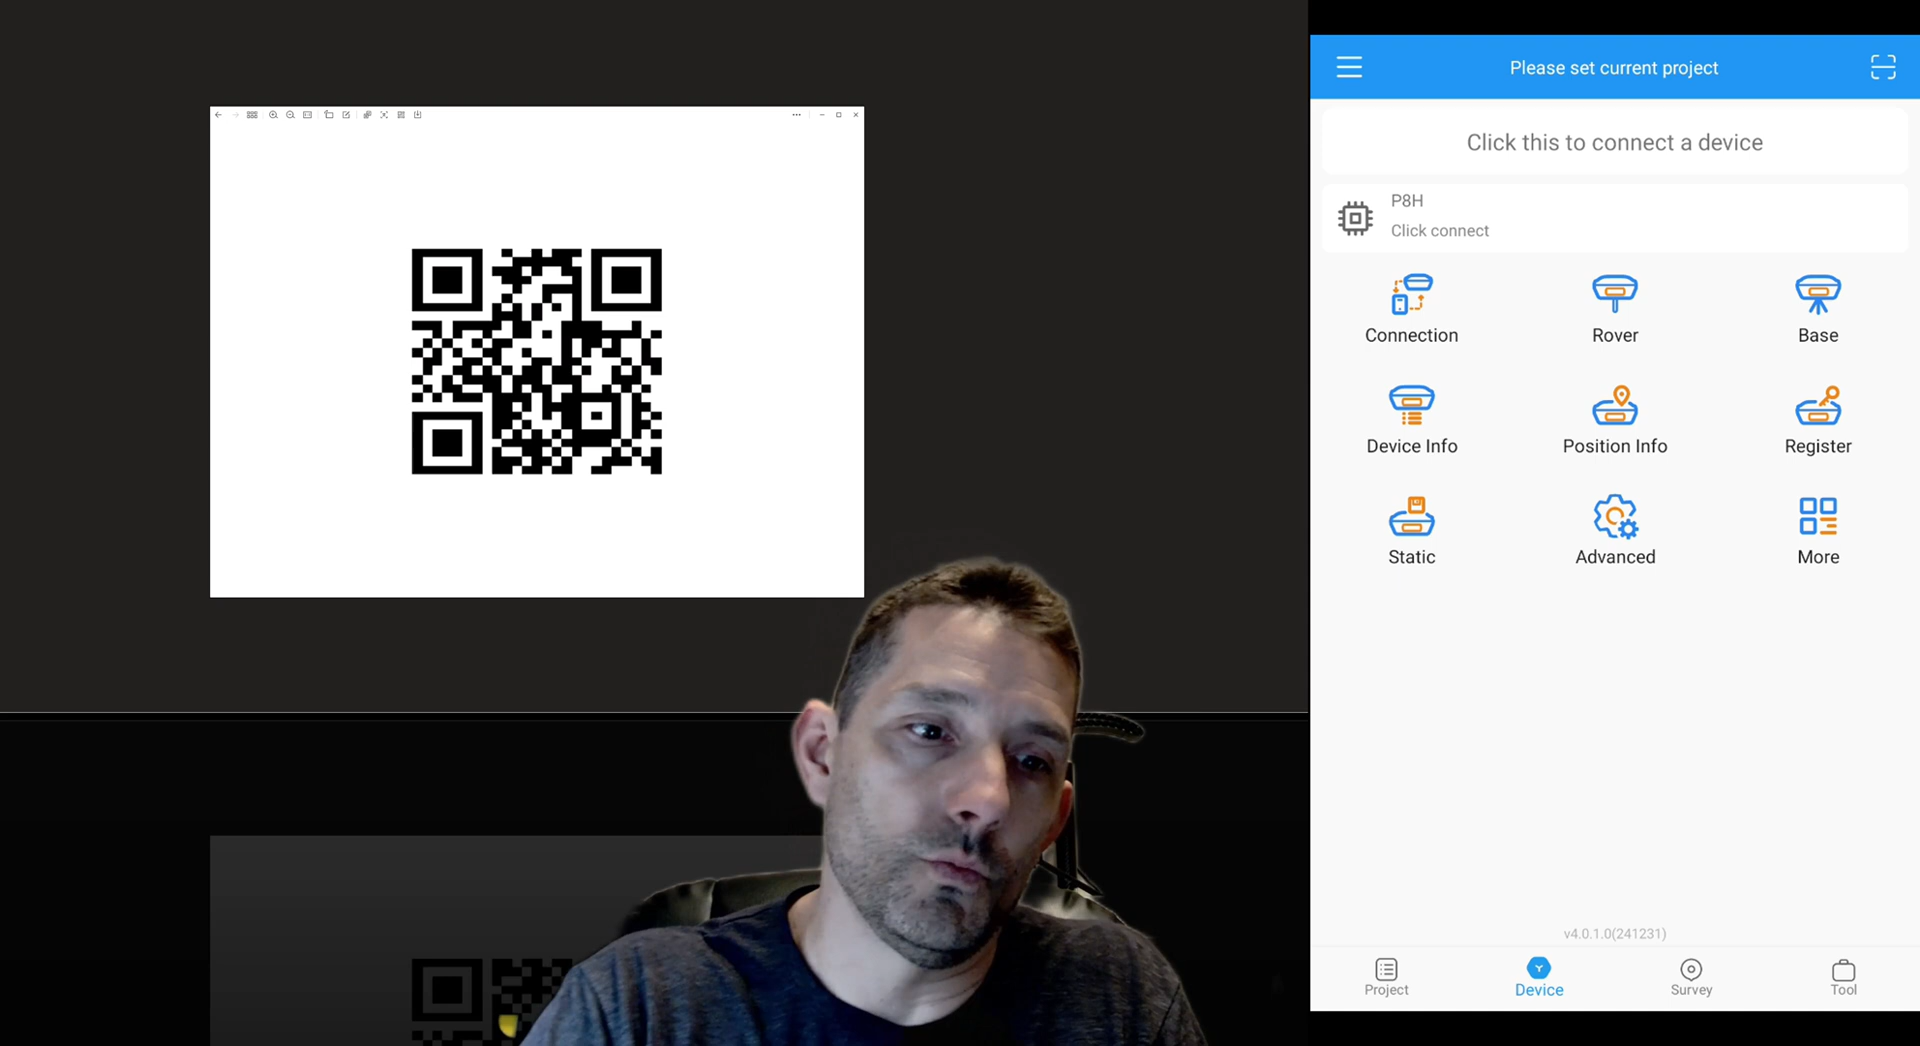 Please set current project
Click this to connect a device
P8H
Click connect
Connection
Rover
Base
Device Info
Position Info
Register
Static
Advanced
More
v4.0.1.0(241231)
Project
Device
Survey
Tool